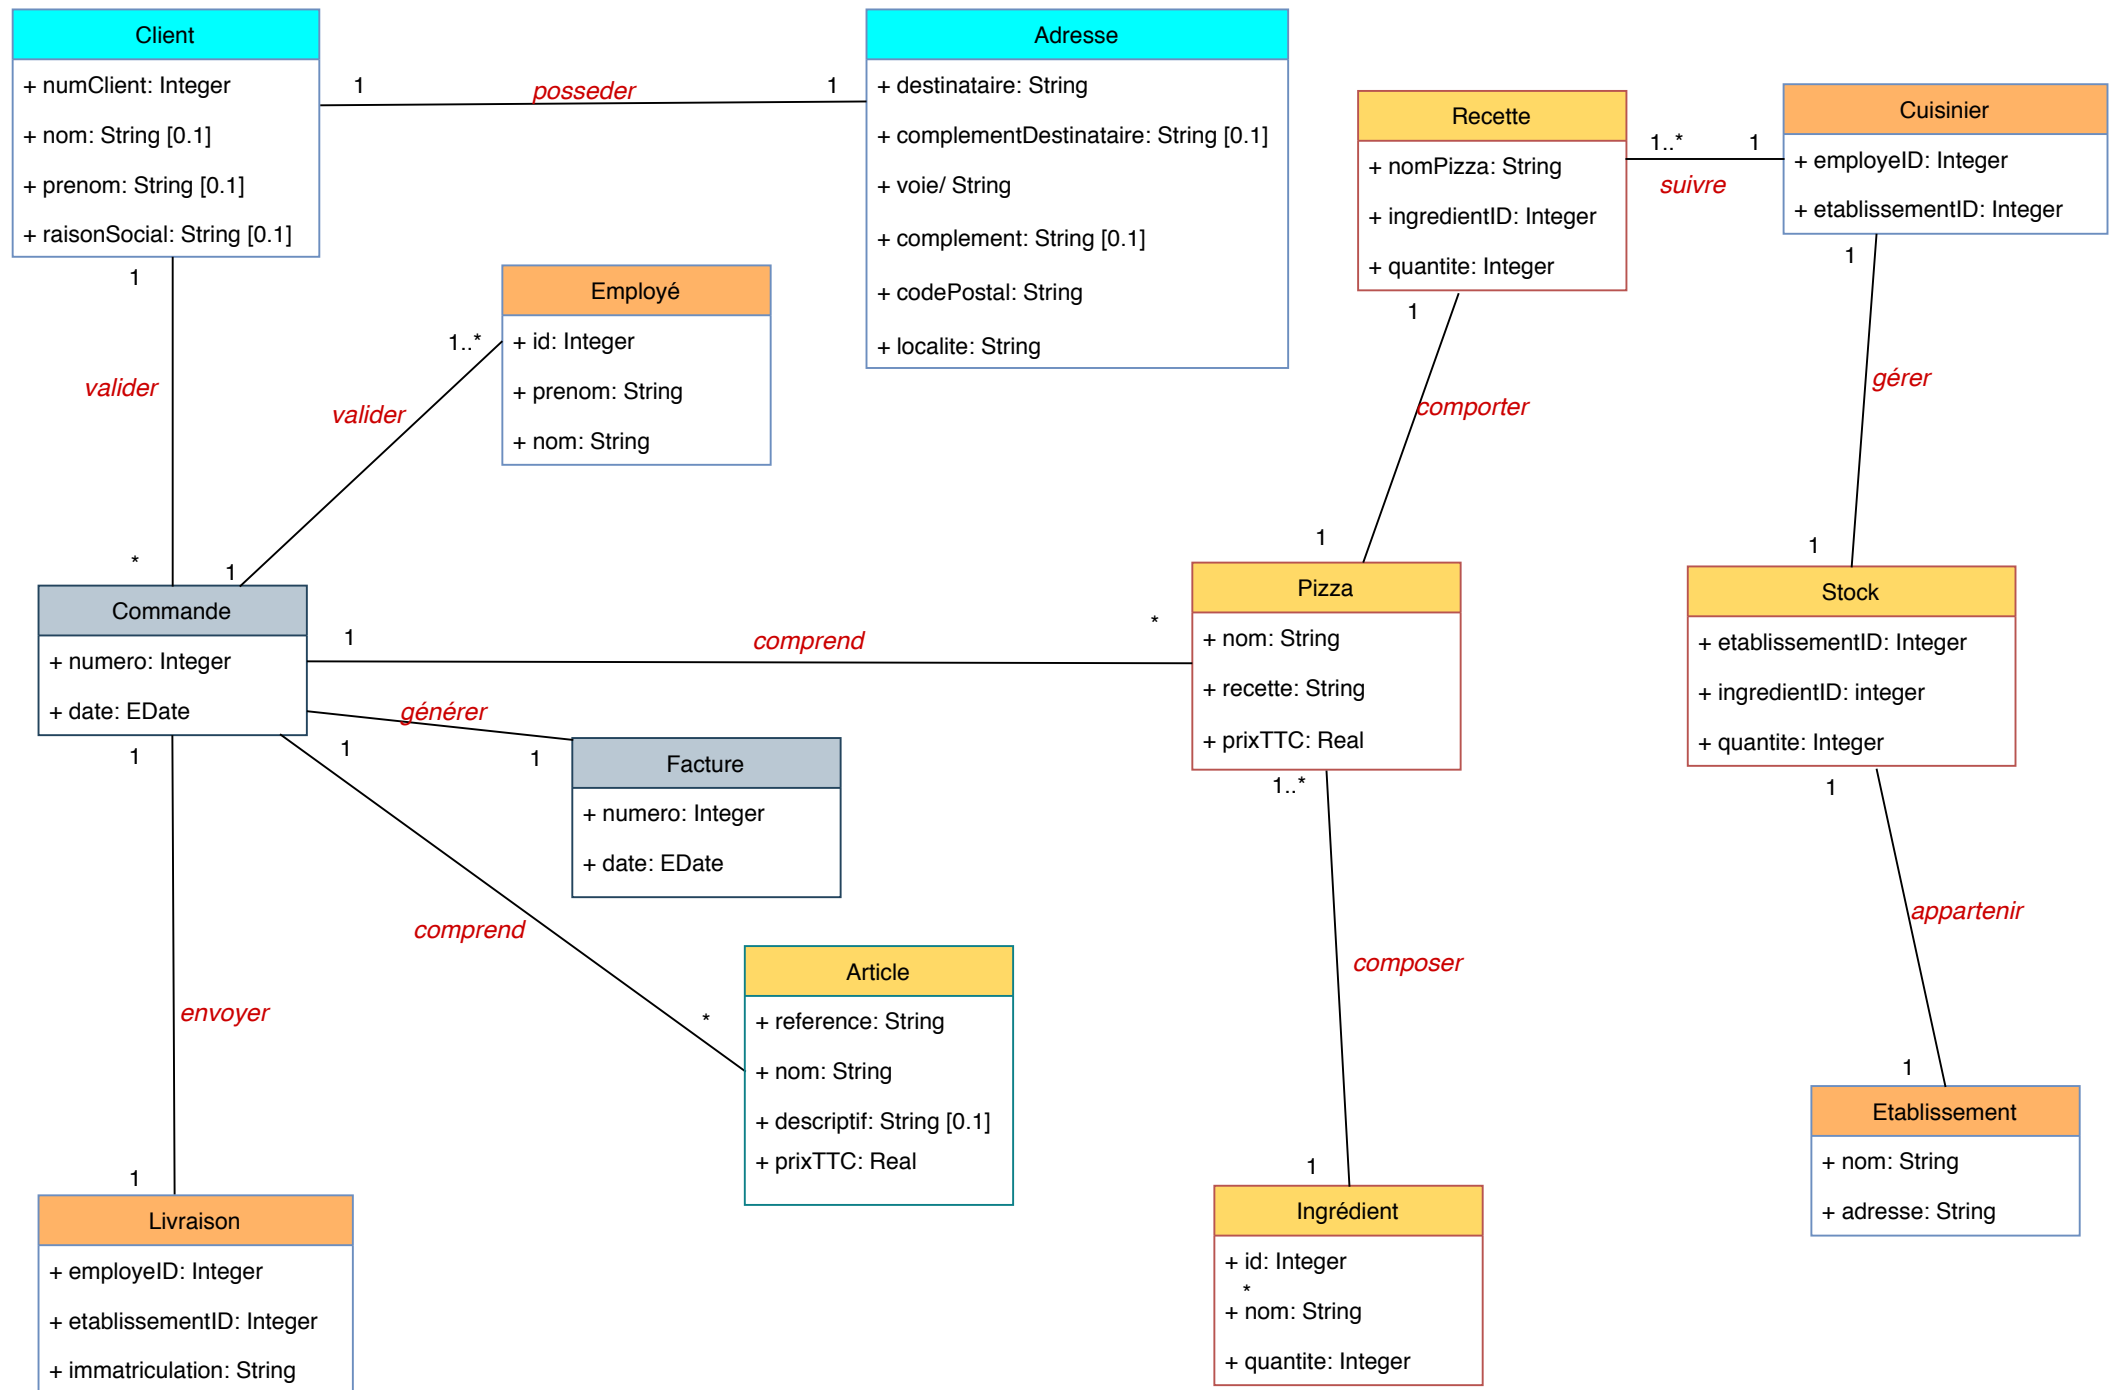 Client
+ numClient: Integer
+ nom: String [0.1]
+ prenom: String [0.1]
+ raisonSocial: String [0.1]
1
posseder
1
Adresse
+ destinataire: String
+ complementDestinataire: String [0.1]
+ voie/ String
+ complement: String [0.1]
+ codePostal: String
+ localite: String
Recette
+ nomPizza: String
+ ingredientID: Integer
+ quantite: Integer
1..*
1
suivre
Cuisinier
+ employeID: Integer
+ etablissementID: Integer
1
valider
*
Employé
+ id: Integer
+ prenom: String
+ nom: String
1..*
valider
1
1
comporter
1
1
gérer
1
Commande
+ numero: Integer
+ date: EDate
1
comprend
*
Pizza
+ nom: String
+ recette: String
+ prixTTC: Real
Stock
+ etablissementID: Integer
+ ingredientID: integer
+ quantite: Integer
générer
1
1
Facture
+ numero: Integer
+ date: EDate
1
envoyer
1
comprend
*
Article
+ reference: String
+ nom: String
+ descriptif: String [0.1]
+ prixTTC: Real
1..*
composer
1
1
appartenir
1
Livraison
+ employeID: Integer
+ etablissementID: Integer
+ immatriculation: String
Ingrédient
+ id: Integer
*
+ nom: String
+ quantite: Integer
Etablissement
+ nom: String
+ adresse: String